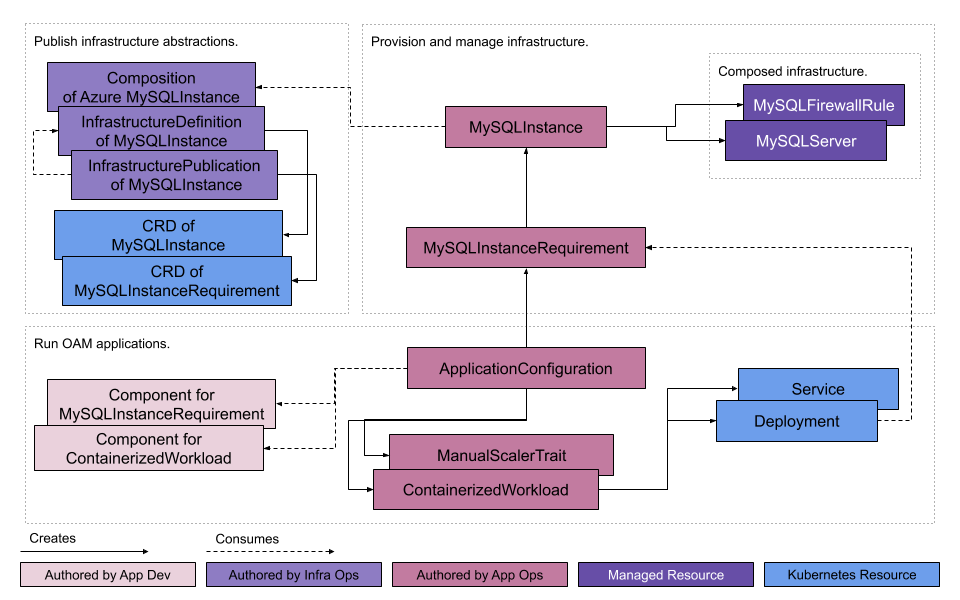 Publish infrastructure abstractions.
Composition
of Azure MySQLInstance
InfrastructureDefinition
of MySQLInstance
InfrastructurePublication
of MySQLInstance
CRD of
MySQLInstance
CRD of
MySQLInstanceRequirement
Provision and manage infrastructure.
Composed infrastructure.
MySQLFirewallRule
MySQLServer
MySQLInstance
MySQLInstanceRequirement
Run OAM applications.
ApplicationConfiguration
Component for
MySQLInstanceRequirement
Component for
ContainerizedWorkload
ManualScalerTrait
ContainerizedWorkload
Service
Deployment
Creates
Consumes
Authored by App Dev
Authored by Infra Ops
Authored by App Ops
Managed Resource
Kubernetes Resource